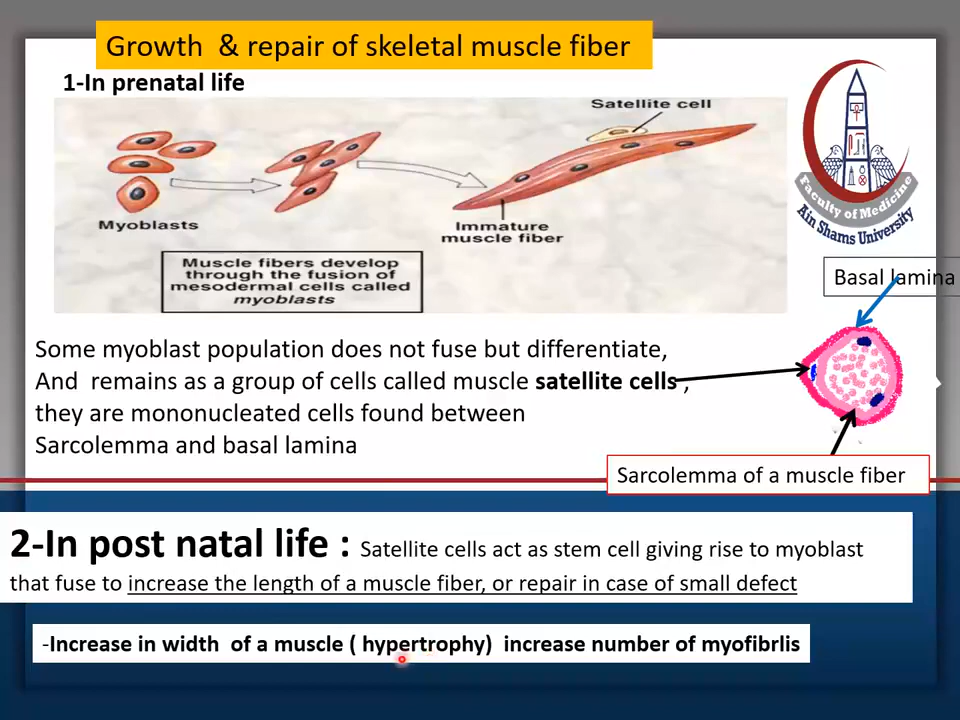 Growth & repair of skeletal muscle fiber
1-In prenatal life
Satellite cell
Myoblasts
Immature
muscle fiber
Muscle fibers develop
through the fusion of
mesodermal cells called
myoblasts
Faculty of Medicine
Ain Shams University
Basal lamina
Some myoblast population does not fuse but differentiate,
And remains as a group of cells called muscle satellite cells ,
they are mononucleated cells found between
Sarcolemma and basal lamina
Sarcolemma of a muscle fiber
2-In post natal life : Satellite cells act as stem cell giving rise to myoblast
that fuse to increase the length of a muscle fiber, or repair in case of small defect
-Increase in width of a muscle ( hypertrophy) increase number of myofibrlis